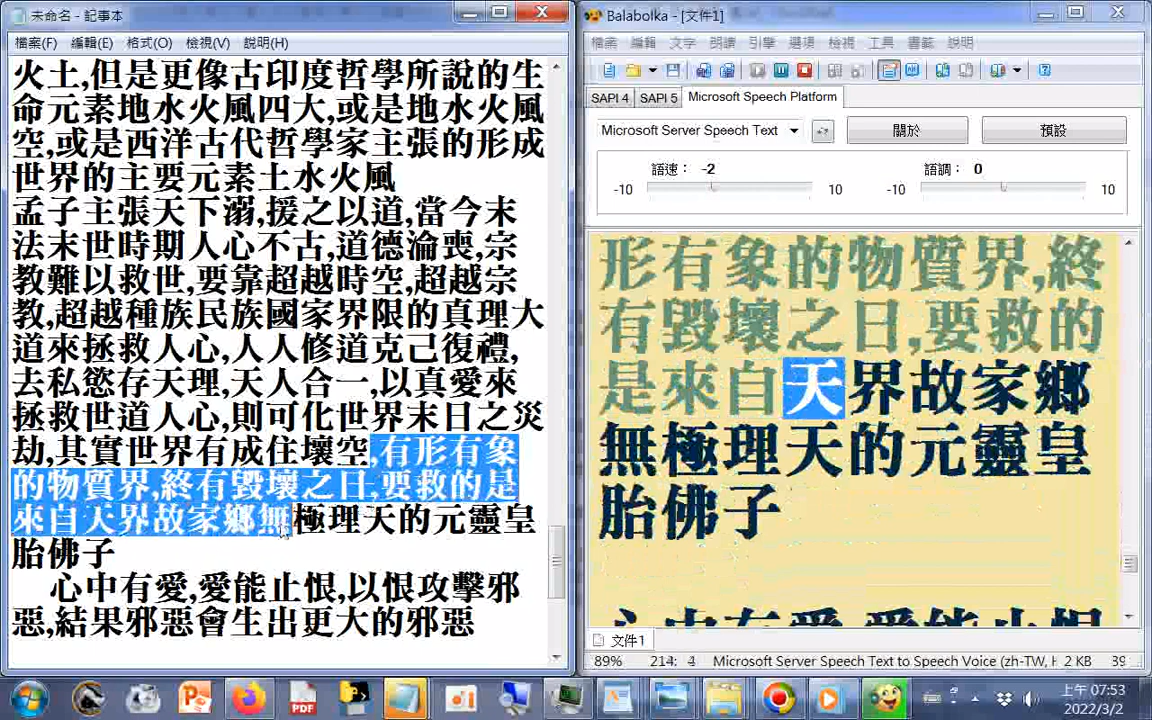 未命名 - 記事本
檔案(F) 編輯(E) 格式(O) 檢視(V) 說明(H)
火土,但是更像古印度哲學所說的生
命元素地水火風四大,或是地水火風
空,或是西洋古代哲學家主張的形成
世界的主要元素土水火風
孟子主張天下溺,援之以道,當今末
法末世時期人心不古,道德淪喪,宗
教難以救世,要靠超越時空,超越宗
教,超越種族民族國家界限的真理大
道來拯救人心,人人修道克己復禮,
去私慾存天理,天人合一,以真愛來
拯救世道人心,則可化世界末日之災
劫,其實世界有成住壞空,有形有象
的物質界,終有毀壞之日,要救的是
來自天界故家鄉無極理天的元靈皇
胎佛子
心中有愛,愛能止恨,以恨攻擊邪
惡,結果邪惡會生出更大的邪惡
Balabolka - [文件1]
檔案 編輯 文字 朗讀 引擎 選項 檢視 工具 書籤 說明
SAPI 4 SAPI 5 Microsoft Speech Platform
Microsoft Server Speech Text 關於 預設
語速： -2 語調： 0
-10 10 -10 10
形有象的物質界,終
有毀壞之日,要救的
是來自天界故家鄉
無極理天的元靈皇
胎佛子
心中有愛,愛能止恨
文件1
89% 214: 4 Microsoft Server Speech Text to Speech Voice (zh-TW, H 2 KB 39
PDF
上午 07:53
2022/3/2